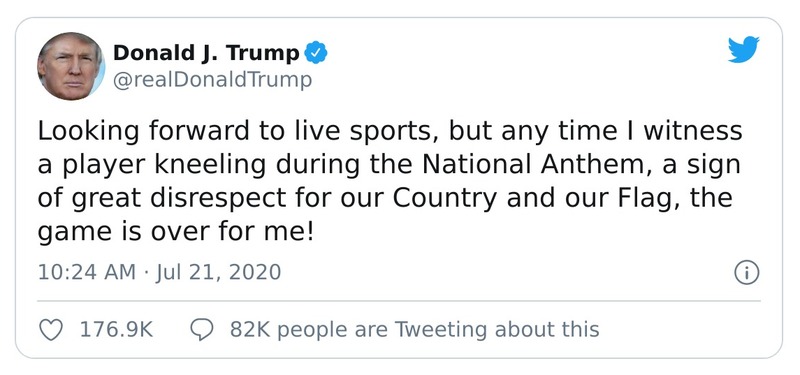 Donald J. Trump
@realDonaldTrump
Looking forward to live sports, but any time I witness
a player kneeling during the National Anthem, a sign
of great disrespect for our Country and our Flag, the
game is over for me!
10:24 AM · Jul 21, 2020
176.9K 82K people are Tweeting about this